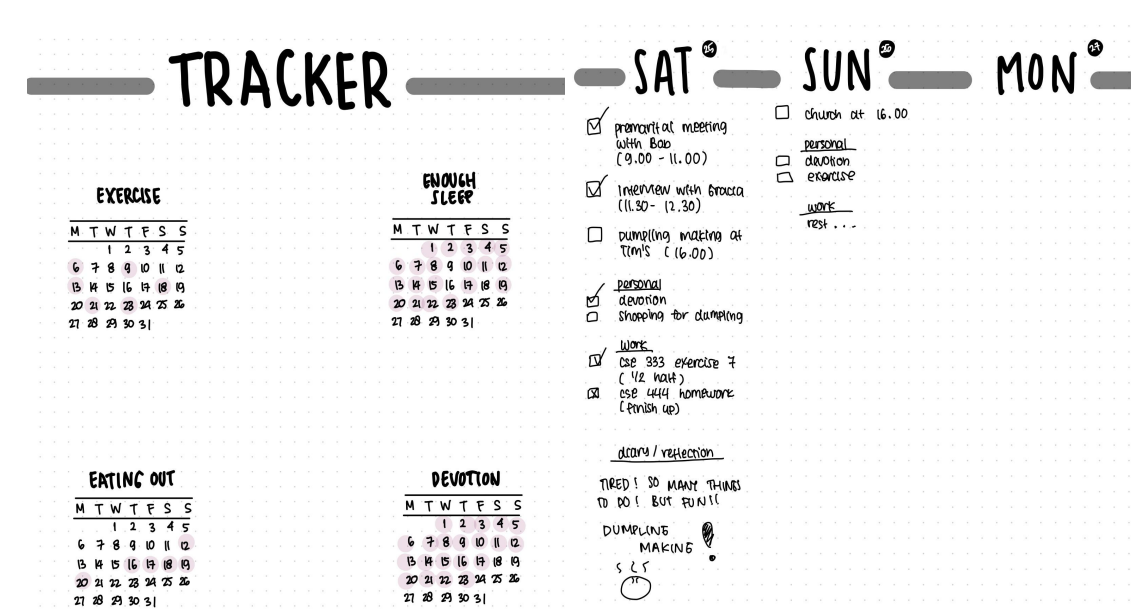 TRACKER
EXERCISE
M T W T F S S
1 2 3 4 5
6 7 8 9 10 11 12
13 14 15 16 17 18 19
20 21 22 23 24 25 26
27 28 29 30 31
ENOUGH
SLEEP
M T W T F S S
1 2 3 4 5
6 7 8 9 10 11 12
13 14 15 16 17 18 19
20 21 22 23 24 25 26
27 28 29 30 31
EATING OUT
M T W T F S S
1 2 3 4 5
6 7 8 9 10 11 12
13 14 15 16 17 18 19
20 21 22 23 24 25 26
27 28 29 30 31
DEVOTION
M T W T F S S
1 2 3 4 5
6 7 8 9 10 11 12
13 14 15 16 17 18 19
20 21 22 23 24 25 26
27 28 29 30 31
SAT 25
premarital meeting
with Bab
(9.00 - 11.00)
Interview with Gracia
(11.30 - 12.30)
Dumpling making at
Tim's (16.00)
personal
devotion
shopping for dumpling
work
cse 333 exercise 7
(1/2 half)
cse 444 homework
(finish up)
diary / reflection
TIRED! SO MANY THINGS
TO DO! BUT FUN!!
DUMPLING
MAKING !
SUN 26
church at 16.00
personal
devotion
exercise
work
rest...
MON 27